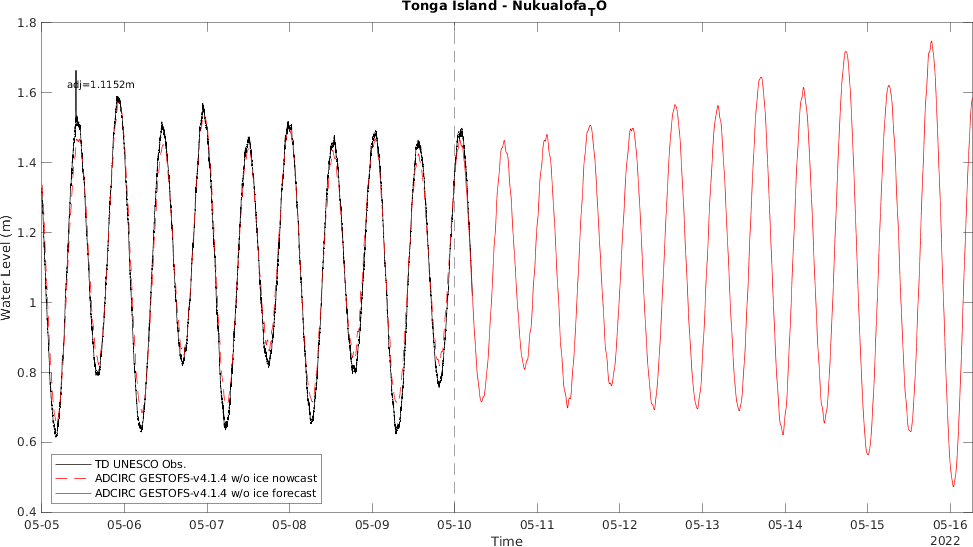 Tonga Island - Nukualofa_TO
1.8
1.6
1.4
1.2
1
0.8
0.6
0.4
Water Level (m)
adj=1.1152m
TD UNESCO Obs.
ADCIRC GESTOFS-v4.1.4 w/o ice nowcast
ADCIRC GESTOFS-v4.1.4 w/o ice forecast
05-05 05-06 05-07 05-08 05-09 05-10 05-11 05-12 05-13 05-14 05-15 05-16
Time 2022